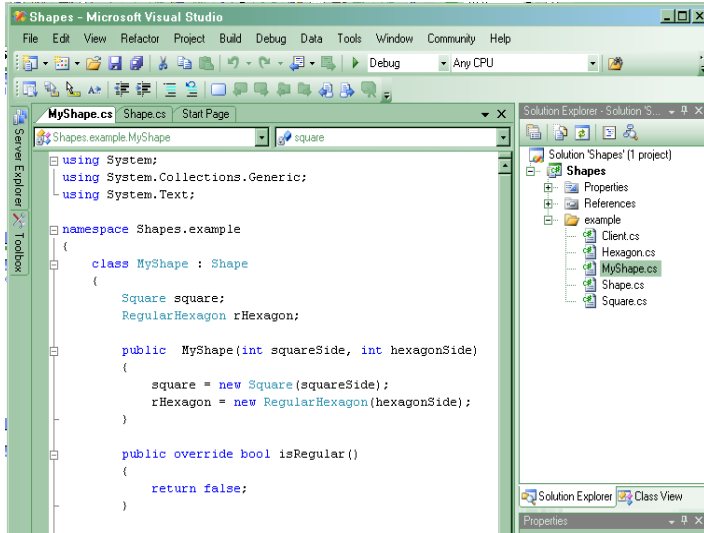 Shapes - Microsoft Visual Studio
File Edit View Refactor Project Build Debug Data Tools Window Community Help
Debug Any CPU
MyShape.cs Shape.cs Start Page
Shapes.example.MyShape square
Server Explorer
Toolbox
using System;
using System.Collections.Generic;
using System.Text;
namespace Shapes.example
{
class MyShape : Shape
{
Square square;
RegularHexagon rHexagon;
public MyShape(int squareSide, int hexagonSide)
{
square = new Square(squareSide);
rHexagon = new RegularHexagon(hexagonSide);
}
public override bool isRegular()
{
return false;
}
Solution Explorer - Solution 'S...
Solution 'Shapes' (1 project)
Shapes
Properties
References
example
Client.cs
Hexagon.cs
MyShape.cs
Shape.cs
Square.cs
Solution Explorer Class View
Properties